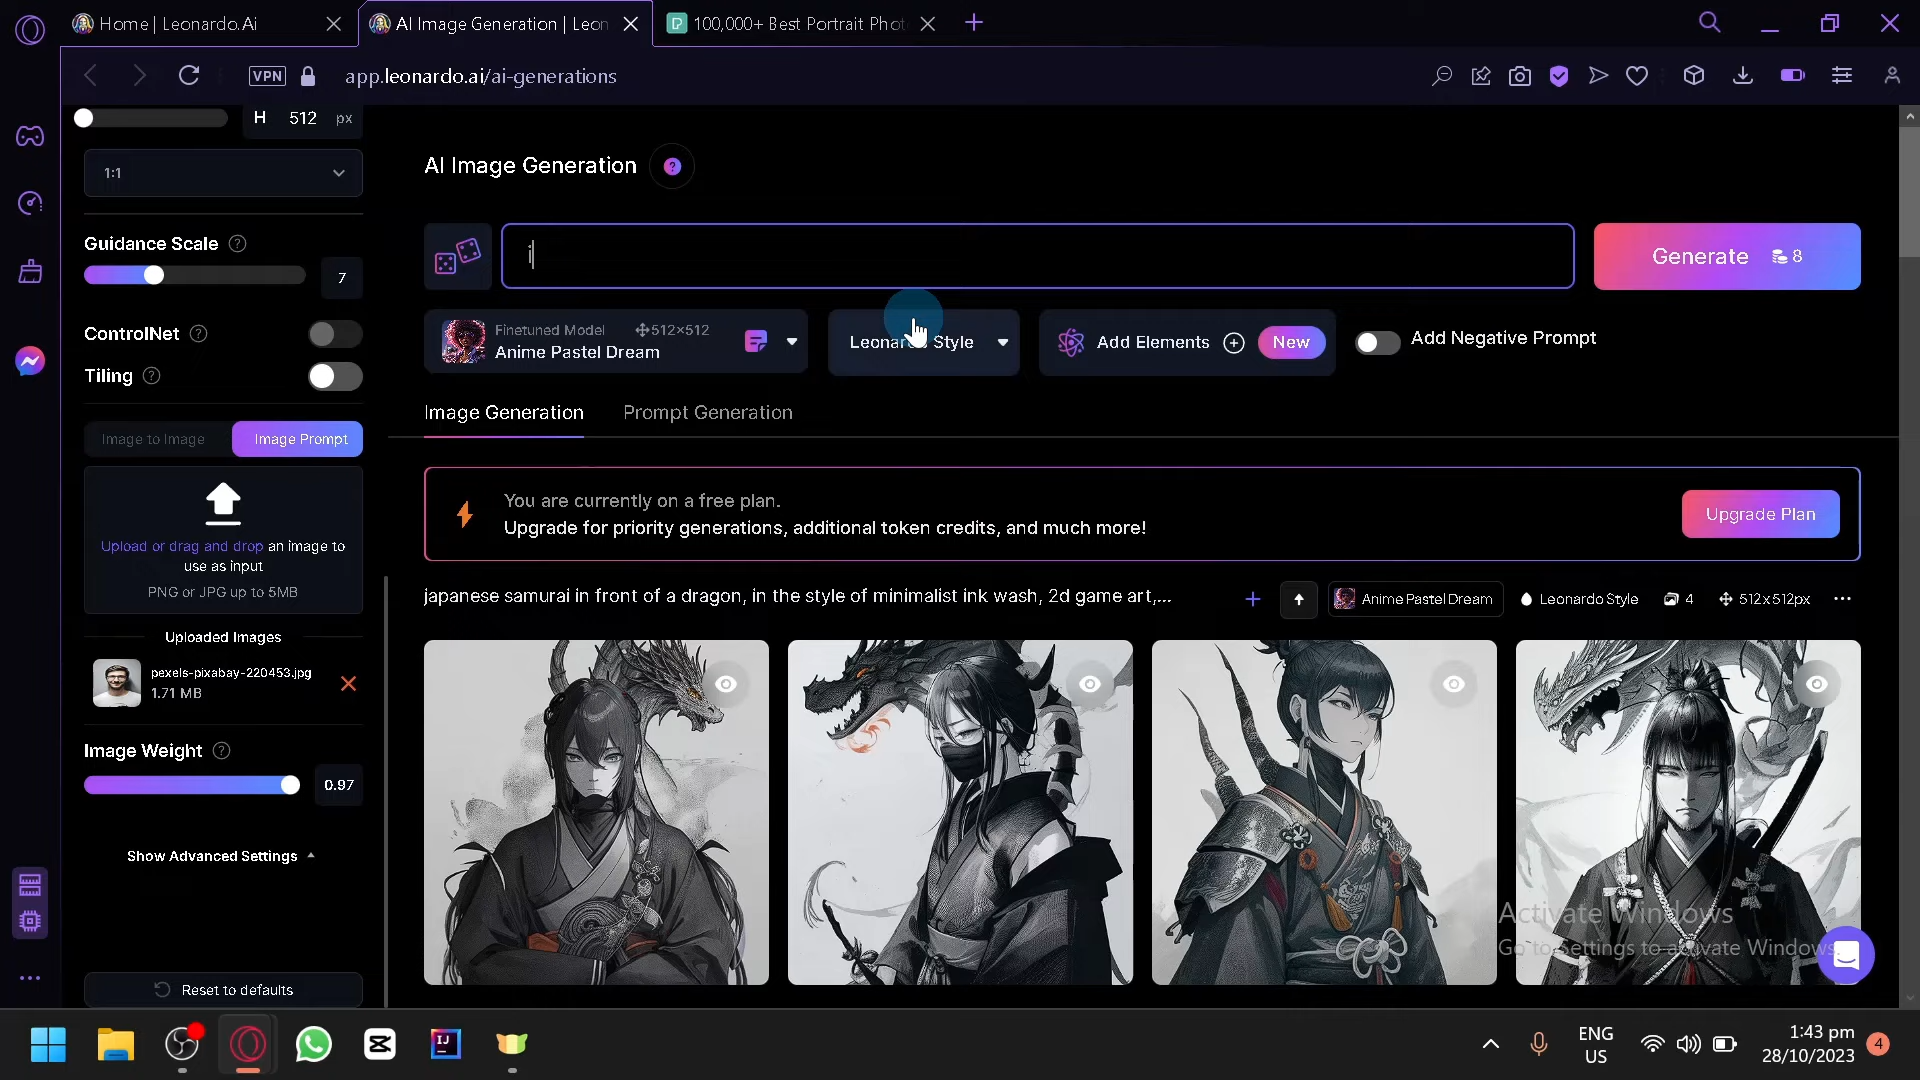 Home | Leonardo.Ai
AI Image Generation | Leon
100,000+ Best Portrait Phot
VPN
app.leonardo.ai/ai-generations
H 512 px
1:1
Guidance Scale ?
7
ControlNet ?
Tiling ?
Image to Image
Image Prompt
Upload or drag and drop an image to
use as input
PNG or JPG up to 5MB
Uploaded Images
pexels-pixabay-220453.jpg
1.71 MB
Image Weight ?
0.97
Show Advanced Settings
Reset to defaults
AI Image Generation ?
i
Generate 8
Finetuned Model 512×512
Anime Pastel Dream
Leonardo Style
Add Elements
New
Add Negative Prompt
Image Generation
Prompt Generation
You are currently on a free plan.
Upgrade for priority generations, additional token credits, and much more!
Upgrade Plan
japanese samurai in front of a dragon, in the style of minimalist ink wash, 2d game art,...
Anime Pastel Dream
Leonardo Style
4
512x512px
Activate Windows
Go to Settings to activate Windows.
IJ
ENG
US
1:43 pm
28/10/2023
4